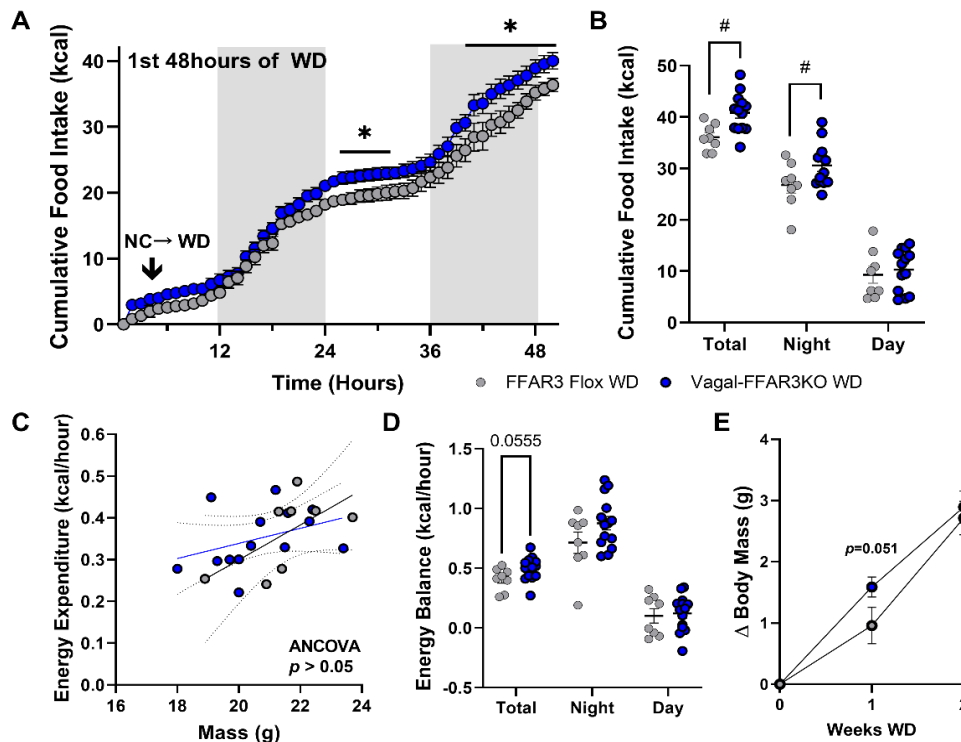 A
1st 48hours of WD
NC→ WD
*
*
Cumulative Food Intake (kcal)
40
20
0
12
24
36
48
Time (Hours)
B
#
#
Cumulative Food Intake (kcal)
50
40
30
20
10
0
Total
Night
Day
FFAR3 Flox WD
Vagal-FFAR3KO WD
C
Energy Expenditure (kcal/hour)
0.6
0.5
0.4
0.3
0.2
0.1
0.0
ANCOVA
p > 0.05
16
18
20
22
24
Mass (g)
D
0.0555
Energy Balance (kcal/hour)
1.5
1.0
0.5
0.0
-0.5
Total
Night
Day
E
Δ Body Mass (g)
4
3
2
1
0
p=0.051
0
1
Weeks WD